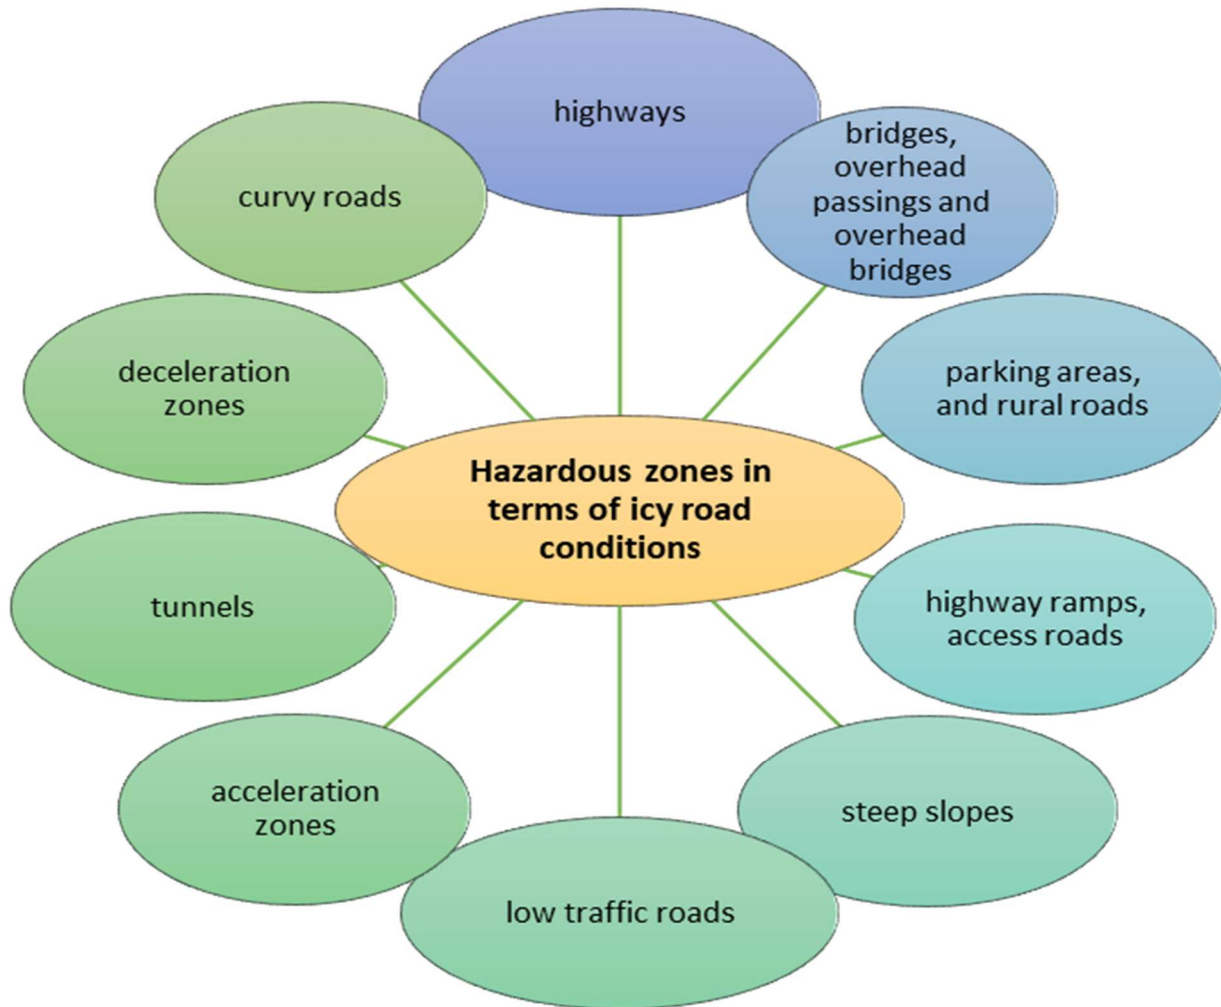 highways
bridges,
overhead
passings and
overhead
bridges
parking areas,
and rural roads
highway ramps,
access roads
steep slopes
low traffic roads
acceleration
zones
tunnels
deceleration
zones
curvy roads
Hazardous zones in
terms of icy road
conditions